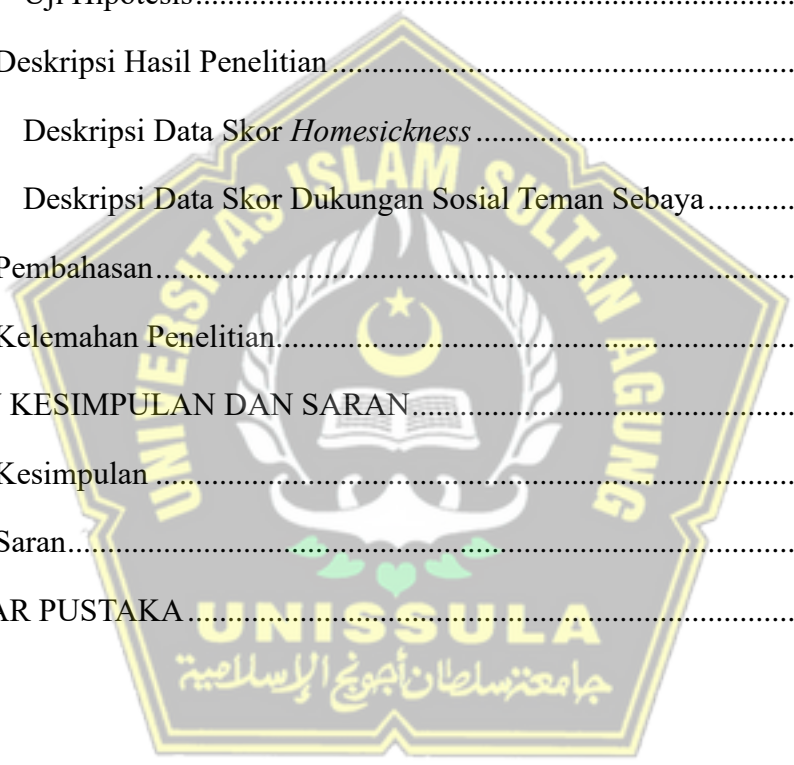 Uji Hipotesis........................................................................
Deskripsi Hasil Penelitian........................................................
Deskripsi Data Skor Homesickness........................................
Deskripsi Data Skor Dukungan Sosial Teman Sebaya...........
Pembahasan...............................................................................
Kelemahan Penelitian................................................................
KESIMPULAN DAN SARAN................................................
Kesimpulan...............................................................................
Saran.........................................................................................
AR PUSTAKA...........................................................................
UNIVERSITAS ISLAM SULTAN AGUNG
UNISSULA
جامعة سلطان أجونج الإسلامية